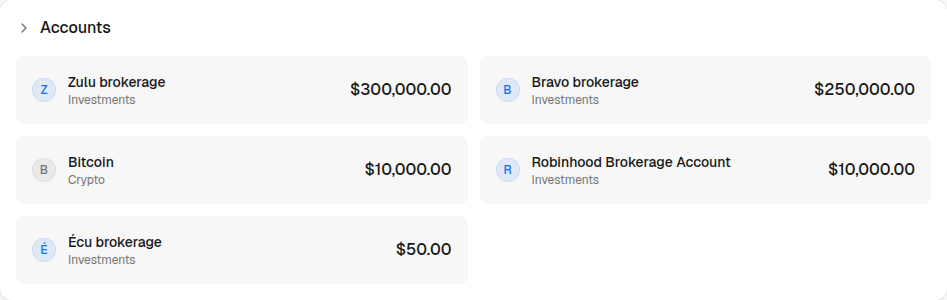 Accounts
Z
Zulu brokerage
Investments
$300,000.00
B
Bravo brokerage
Investments
$250,000.00
B
Bitcoin
Crypto
$10,000.00
R
Robinhood Brokerage Account
Investments
$10,000.00
É
Écu brokerage
Investments
$50.00